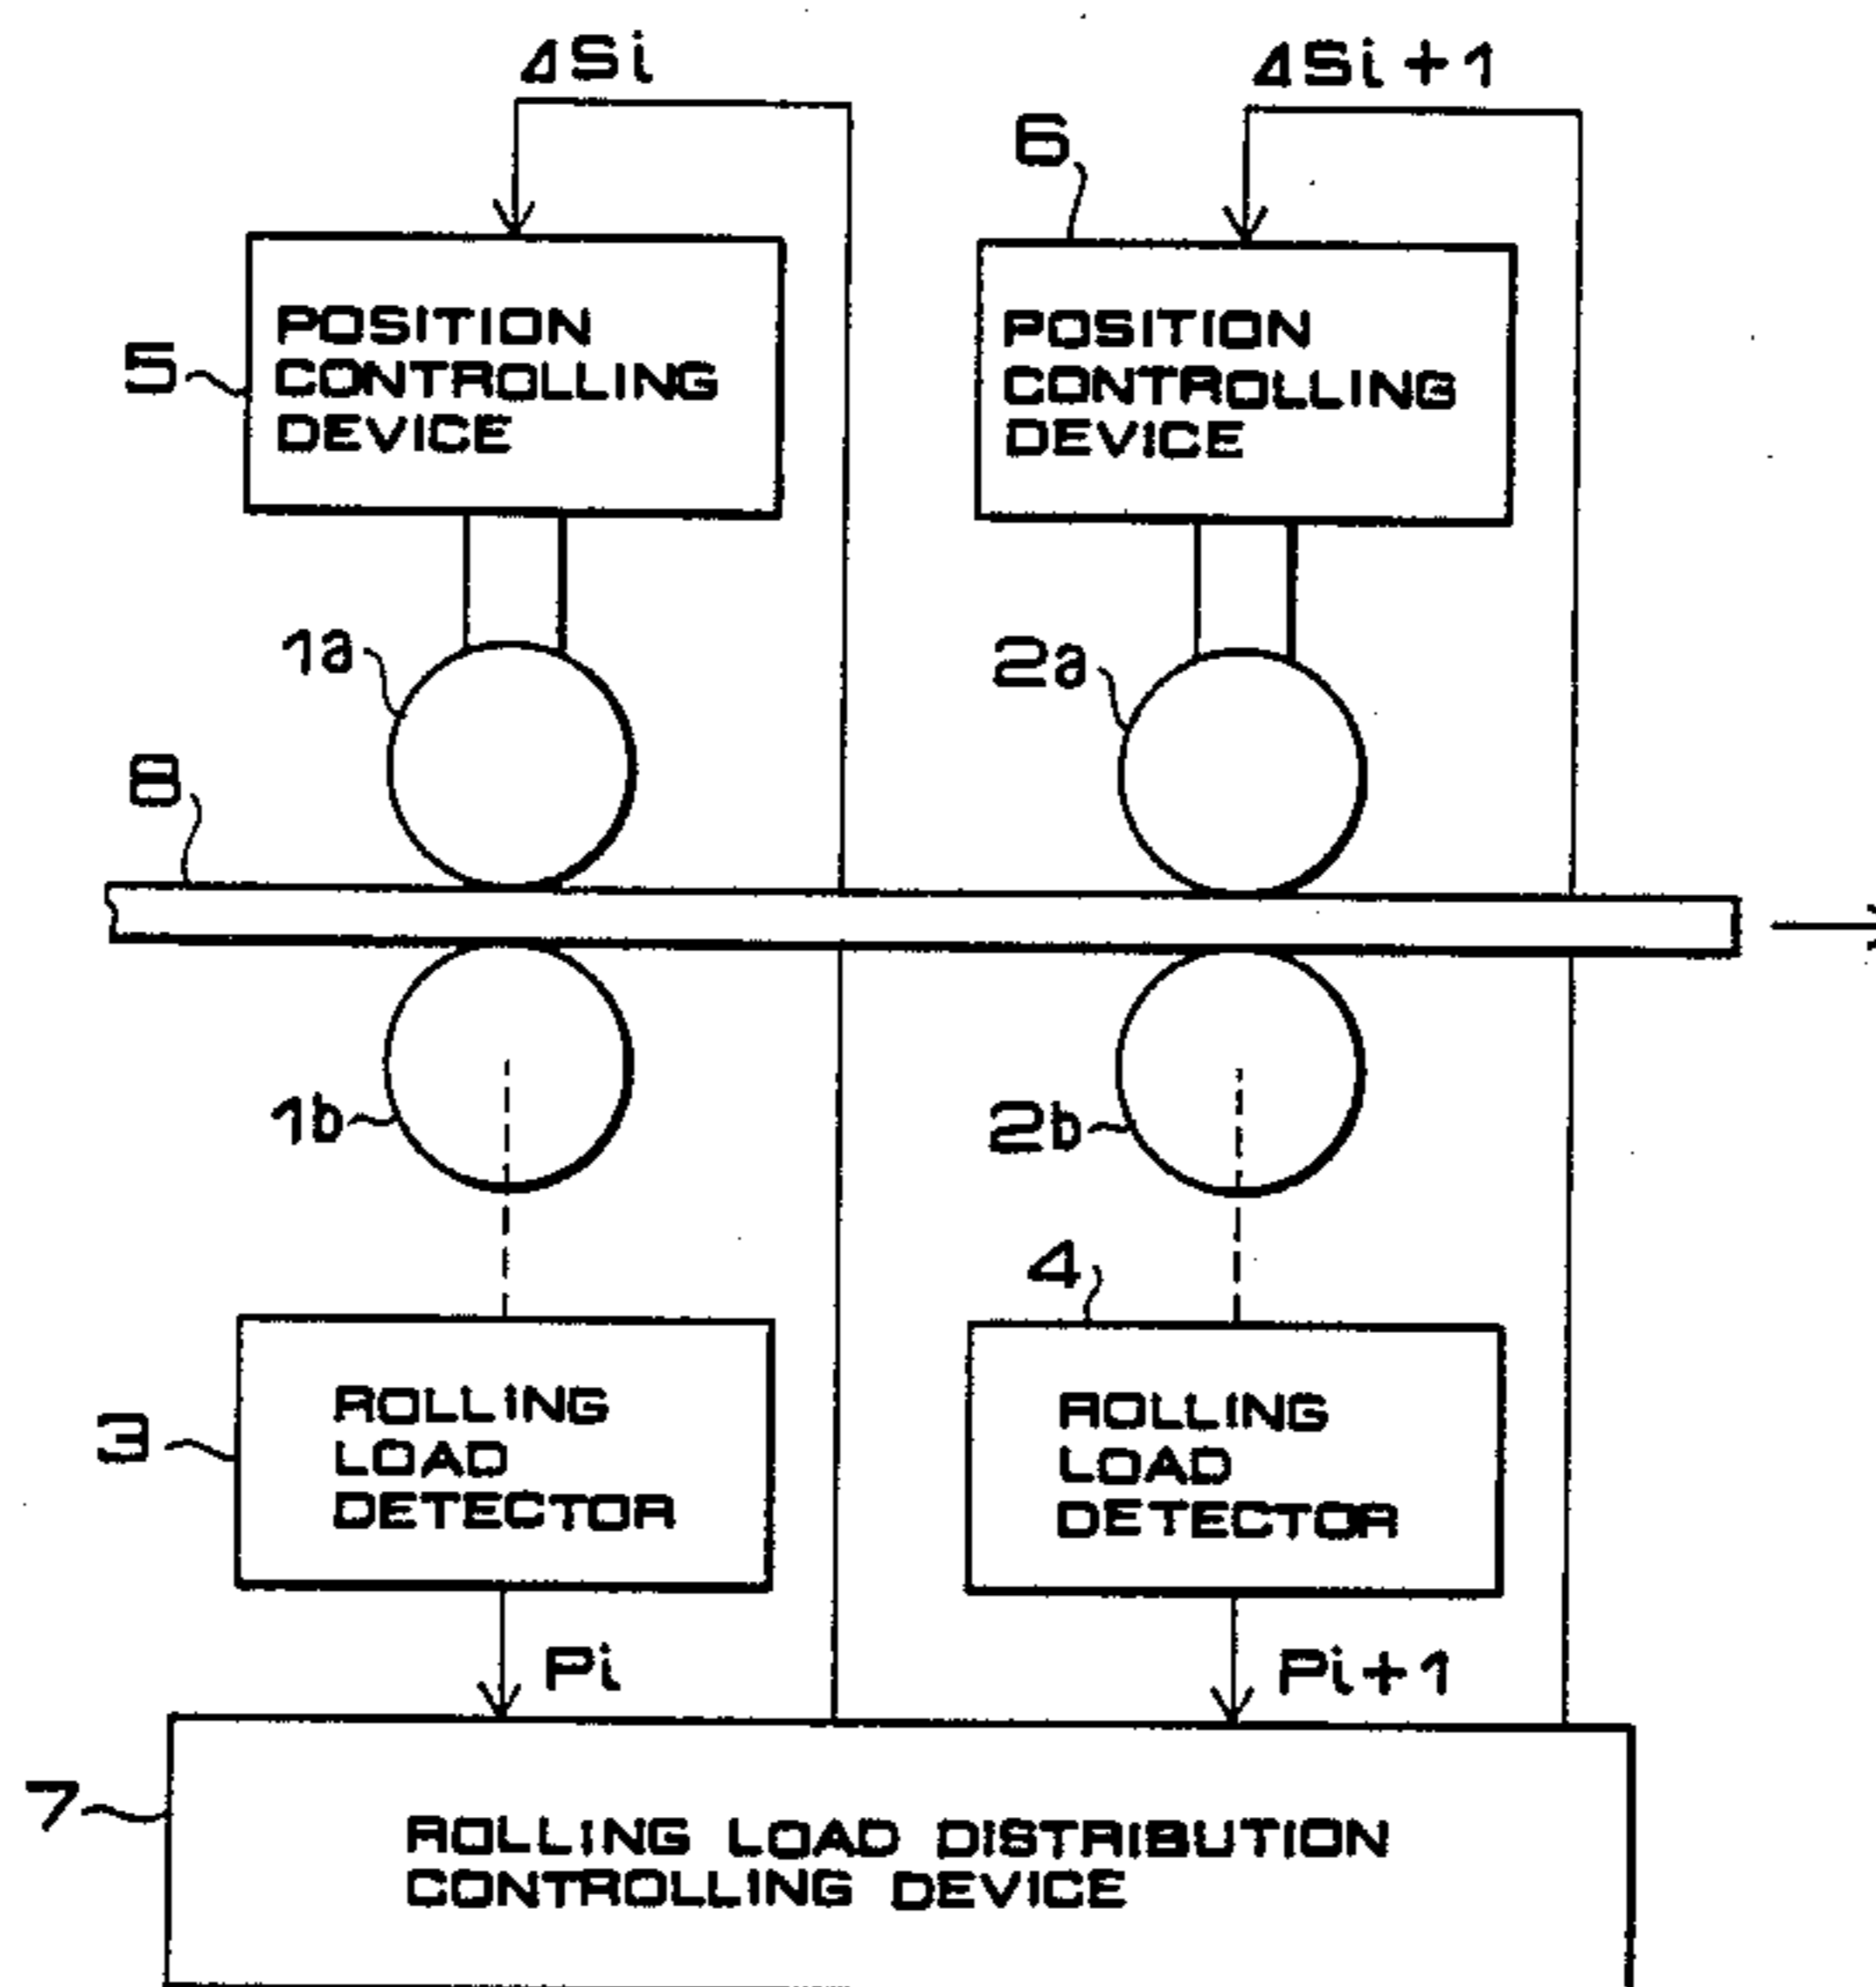 ΔSi
ΔSi+1
6
POSITION
CONTROLLING
DEVICE
5
POSITION
CONTROLLING
DEVICE
1a
2a
8
1b
2b
4
ROLLING
LOAD
DETECTOR
3
ROLLING
LOAD
DETECTOR
Pi
Pi+1
7
ROLLING LOAD DISTRIBUTION
CONTROLLING DEVICE